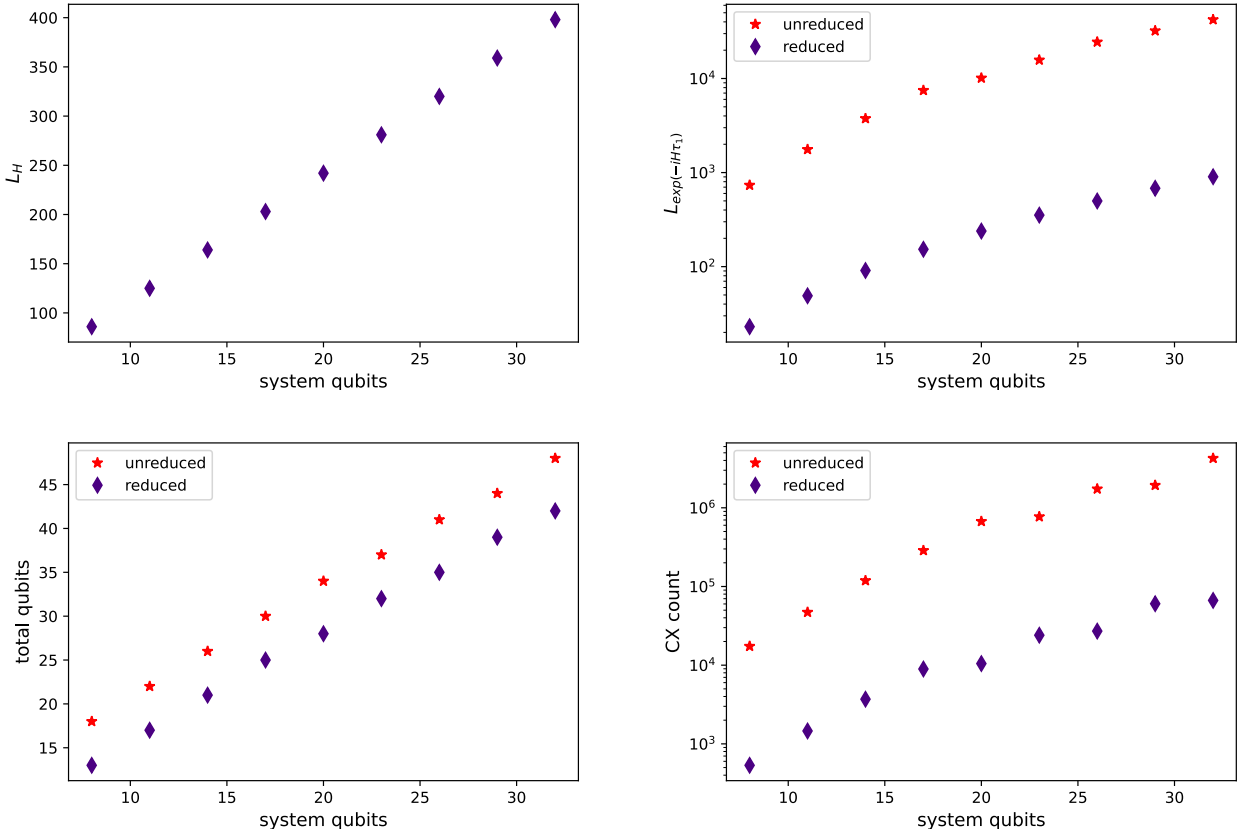 400
350
300
250
200
150
100
L_H
10 15 20 25 30
system qubits
unreduced
reduced
10^4
10^3
10^2
L_{exp(−iHτ_1)}
10 15 20 25 30
system qubits
unreduced
reduced
45
40
35
30
25
20
15
total qubits
10 15 20 25 30
system qubits
unreduced
reduced
10^6
10^5
10^4
10^3
CX count
10 15 20 25 30
system qubits